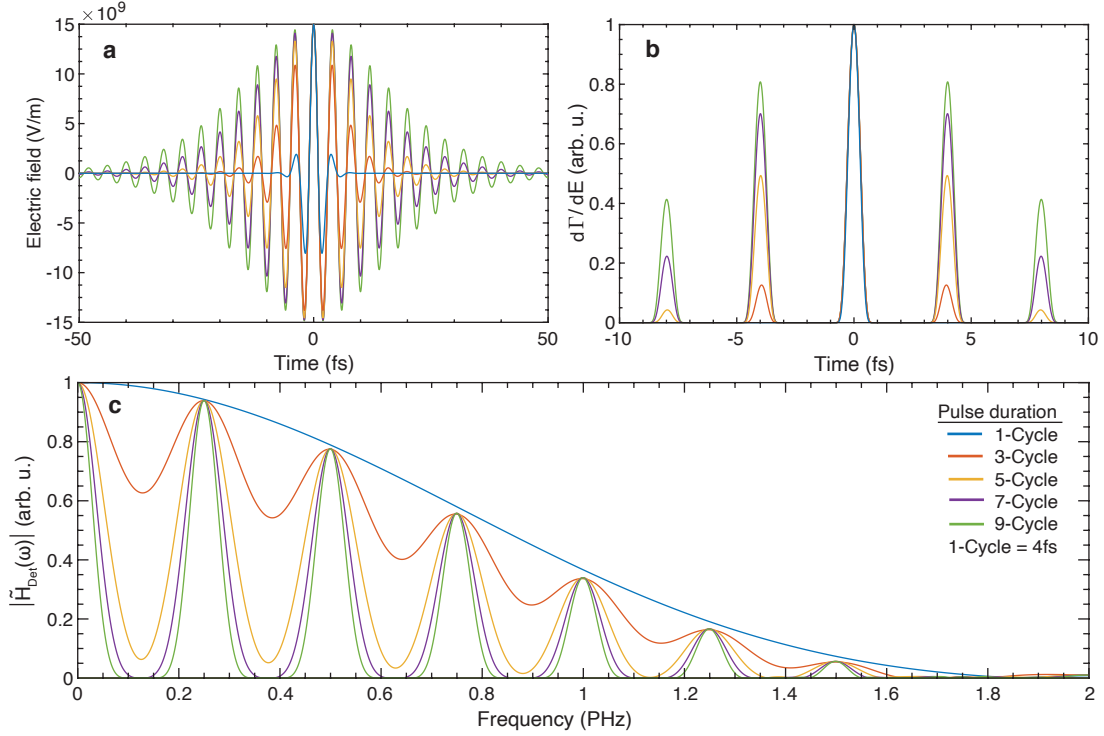 × 10⁹
a
15
10
5
0
-5
-10
-15
Electric field (V/m)
-50 0 50
Time (fs)
b
1
0.8
0.6
0.4
0.2
0
dΓ/dE (arb. u.)
-10 -5 0 5 10
Time (fs)
c
1
0.8
0.6
0.4
0.2
0
|H̃Det(ω)| (arb. u.)
0 0.2 0.4 0.6 0.8 1 1.2 1.4 1.6 1.8 2
Frequency (PHz)
Pulse duration
1-Cycle
3-Cycle
5-Cycle
7-Cycle
9-Cycle
1-Cycle = 4fs